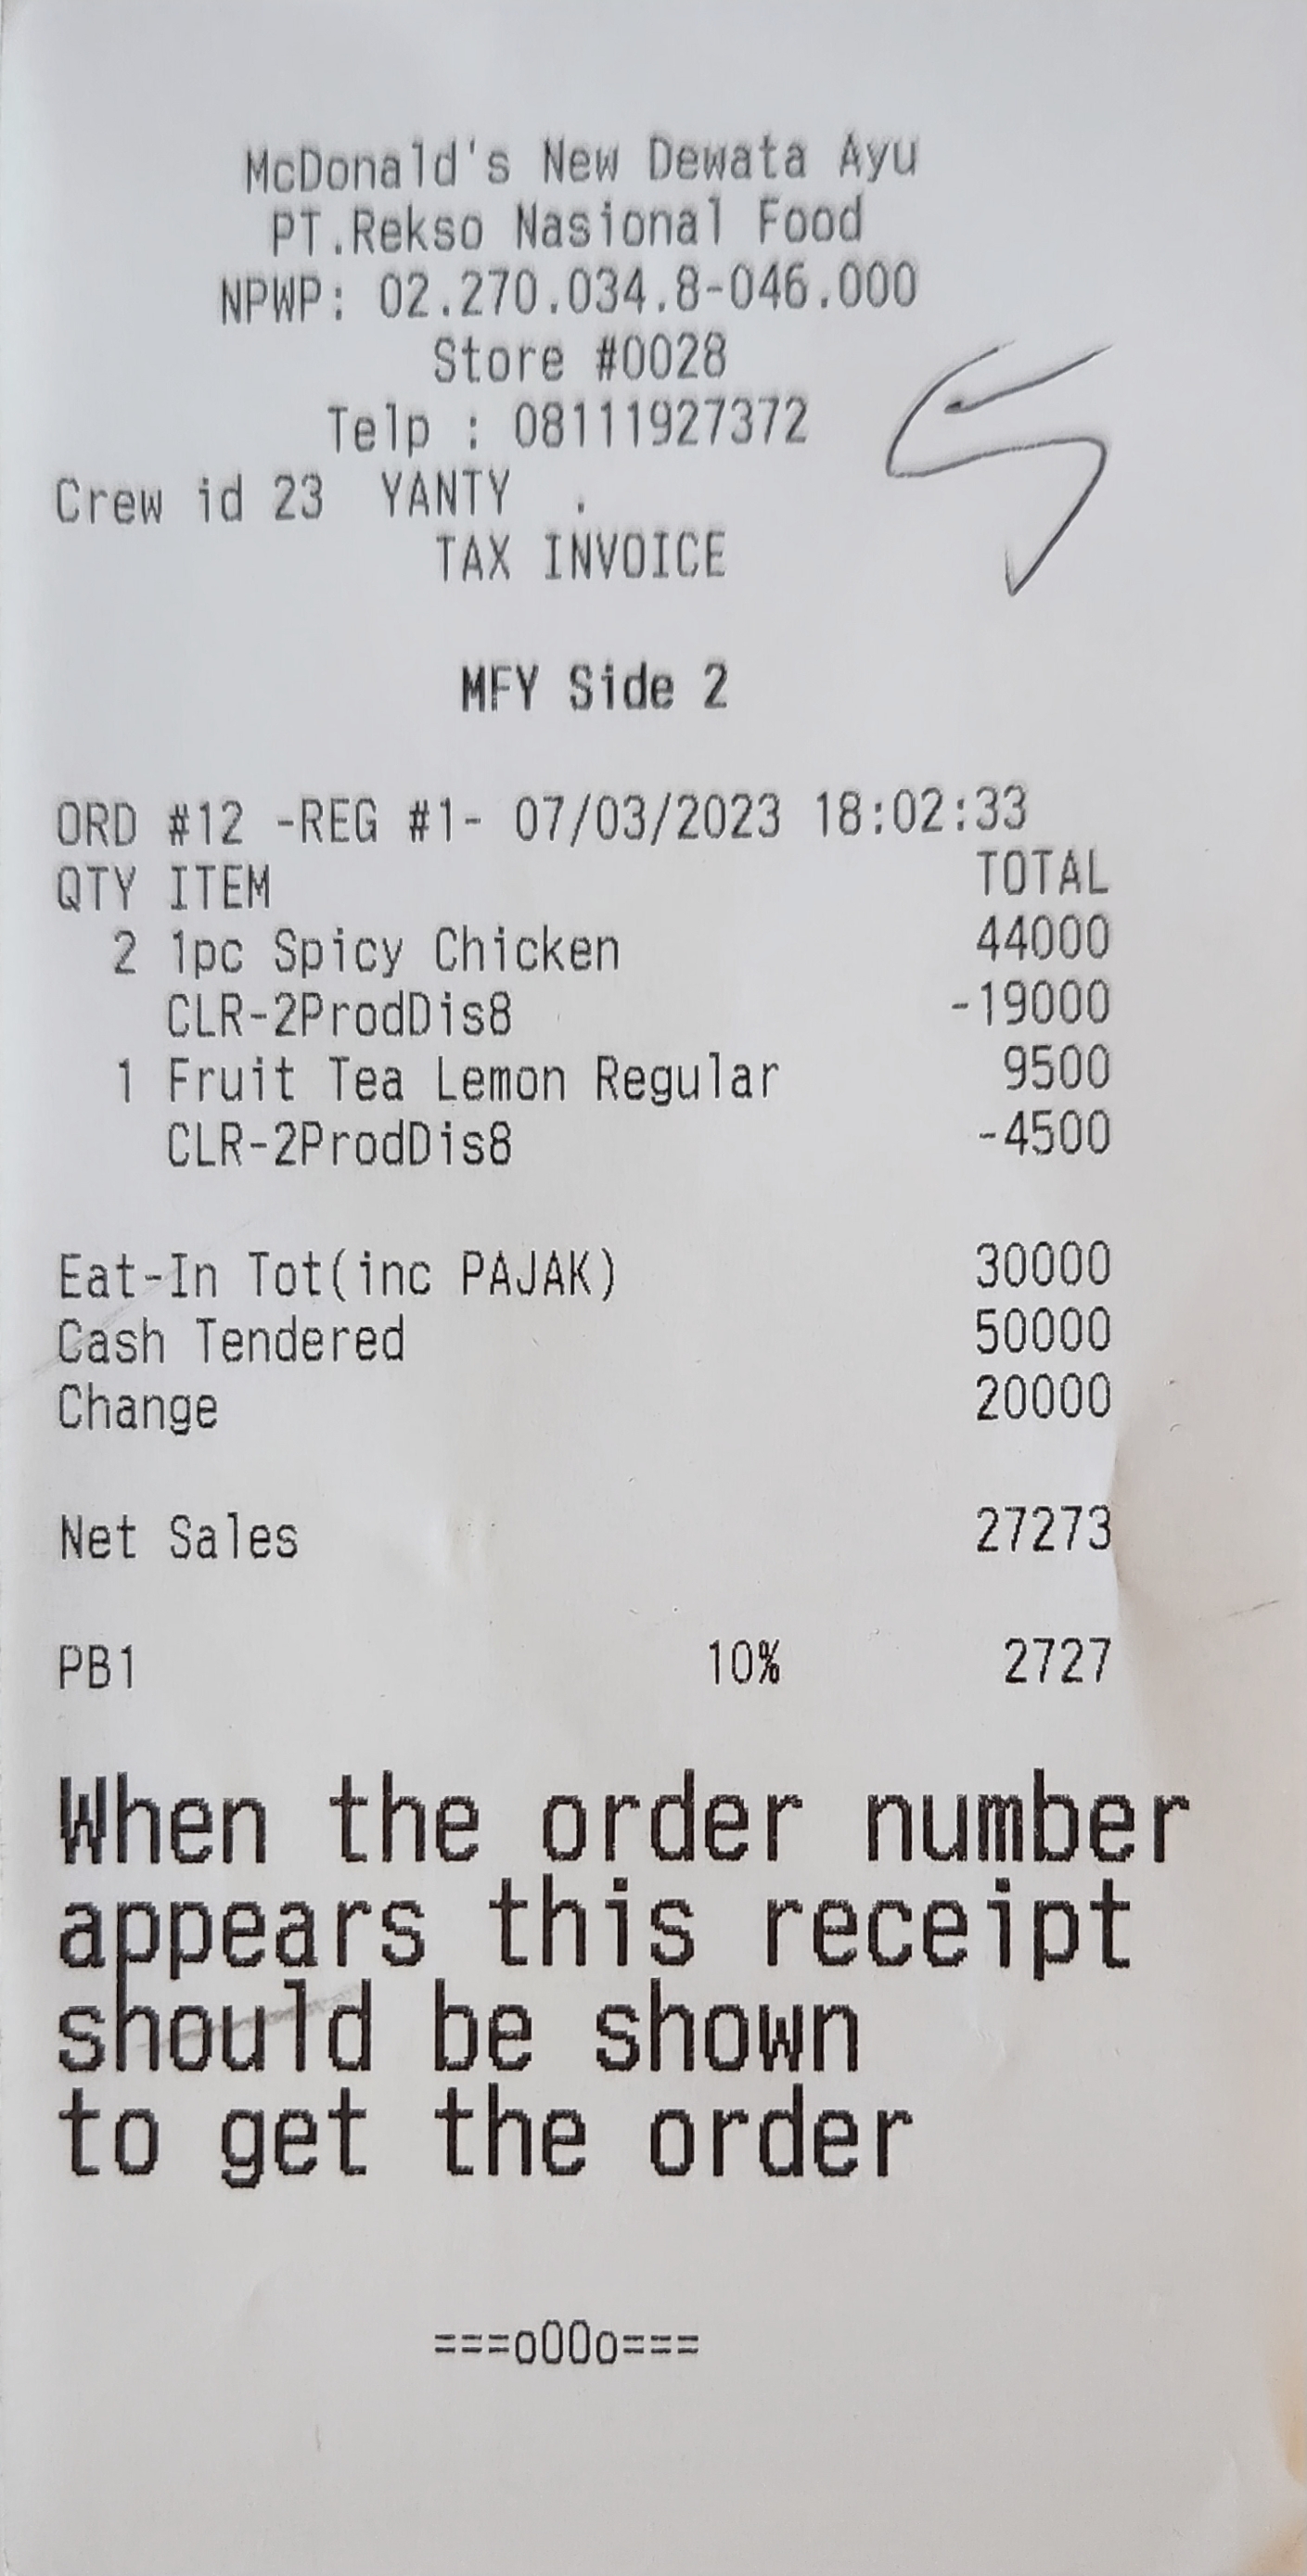 McDonald's New Dewata Ayu
PT.Rekso Nasional Food
NPWP: 02.270.034.8-046.000
Store #0028
Telp : 08111927372
Crew id 23 YANTY .
TAX INVOICE
MFY Side 2
ORD #12 -REG #1- 07/03/2023 18:02:33
QTY ITEM TOTAL
2 1pc Spicy Chicken 44000
CLR-2ProdDis8 -19000
1 Fruit Tea Lemon Regular 9500
CLR-2ProdDis8 -4500
Eat-In Tot(inc PAJAK) 30000
Cash Tendered 50000
Change 20000
Net Sales 27273
PB1 10% 2727
When the order number
appears this receipt
should be shown
to get the order
===oOOo===